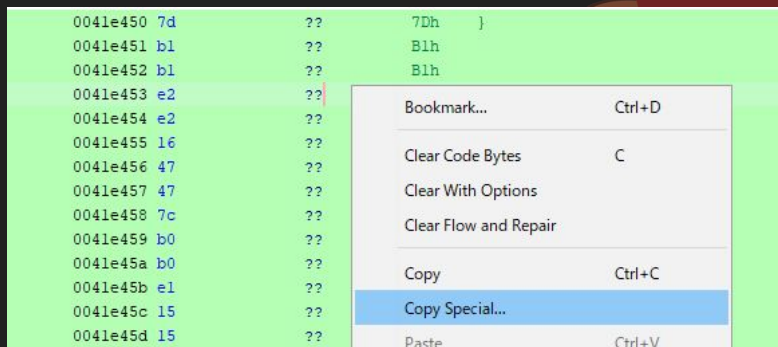 0041e450 7d ?? 7Dh }
0041e451 b1 ?? B1h
0041e452 b1 ?? B1h
0041e453 e2 ??
0041e454 e2 ??
0041e455 16 ??
0041e456 47 ??
0041e457 47 ??
0041e458 7c ??
0041e459 b0 ??
0041e45a b0 ??
0041e45b e1 ??
0041e45c 15 ??
0041e45d 15 ??
Bookmark... Ctrl+D
Clear Code Bytes C
Clear With Options
Clear Flow and Repair
Copy Ctrl+C
Copy Special...
Paste Ctrl+V